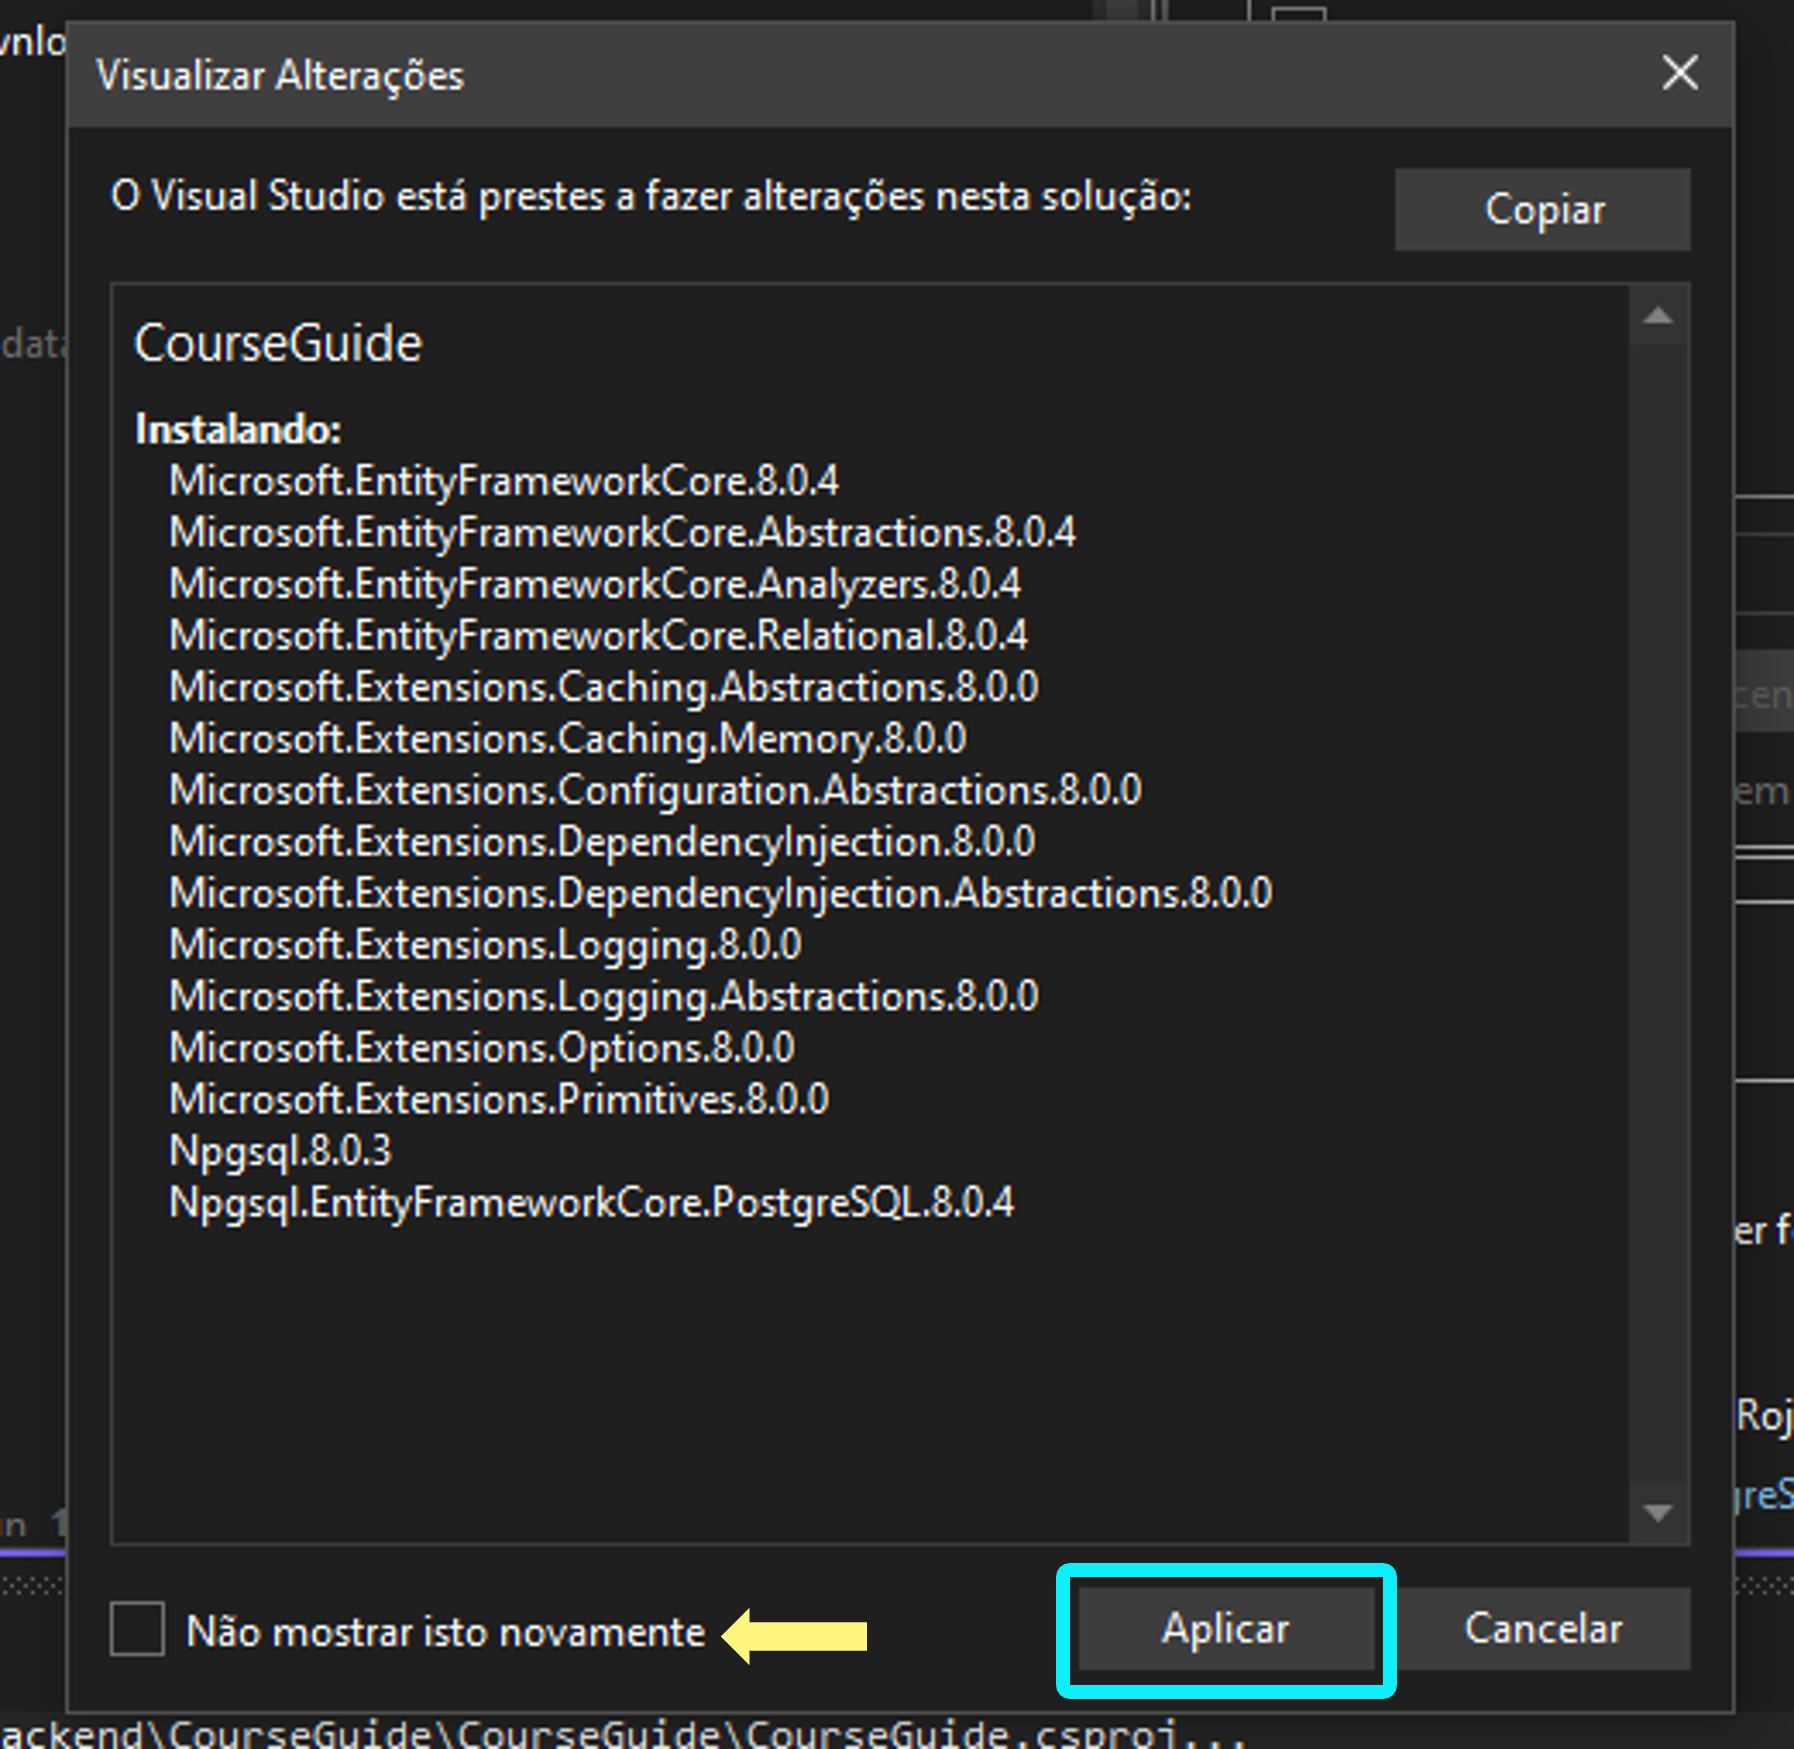 Visualizar Alterações
O Visual Studio está prestes a fazer alterações nesta solução:
Copiar
CourseGuide
Instalando:
Microsoft.EntityFrameworkCore.8.0.4
Microsoft.EntityFrameworkCore.Abstractions.8.0.4
Microsoft.EntityFrameworkCore.Analyzers.8.0.4
Microsoft.EntityFrameworkCore.Relational.8.0.4
Microsoft.Extensions.Caching.Abstractions.8.0.0
Microsoft.Extensions.Caching.Memory.8.0.0
Microsoft.Extensions.Configuration.Abstractions.8.0.0
Microsoft.Extensions.DependencyInjection.8.0.0
Microsoft.Extensions.DependencyInjection.Abstractions.8.0.0
Microsoft.Extensions.Logging.8.0.0
Microsoft.Extensions.Logging.Abstractions.8.0.0
Microsoft.Extensions.Options.8.0.0
Microsoft.Extensions.Primitives.8.0.0
Npgsql.8.0.3
Npgsql.EntityFrameworkCore.PostgreSQL.8.0.4
Não mostrar isto novamente
Aplicar
Cancelar
ackend\CourseGuide\CourseGuide\CourseGuide.csproj...